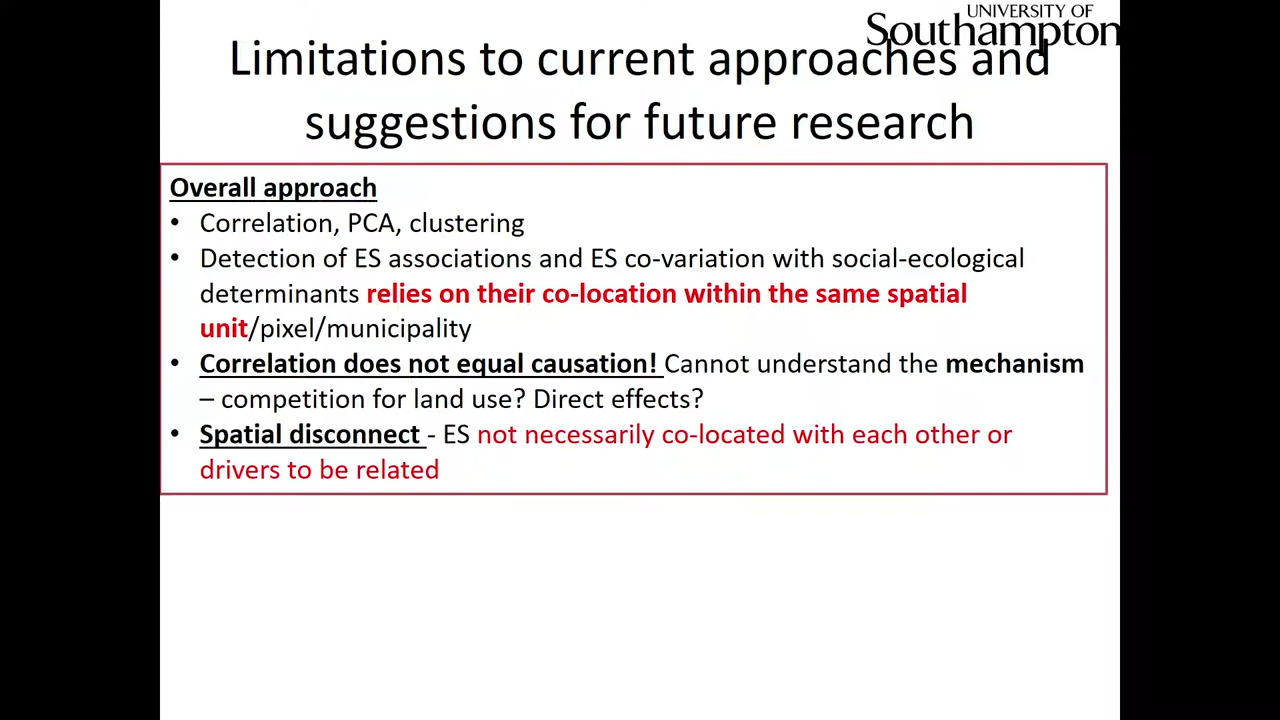 UNIVERSITY OF
Southampton
Limitations to current approaches and
suggestions for future research
Overall approach
• Correlation, PCA, clustering
• Detection of ES associations and ES co-variation with social-ecological
determinants relies on their co-location within the same spatial
unit/pixel/municipality
• Correlation does not equal causation! Cannot understand the mechanism
– competition for land use? Direct effects?
• Spatial disconnect - ES not necessarily co-located with each other or
drivers to be related